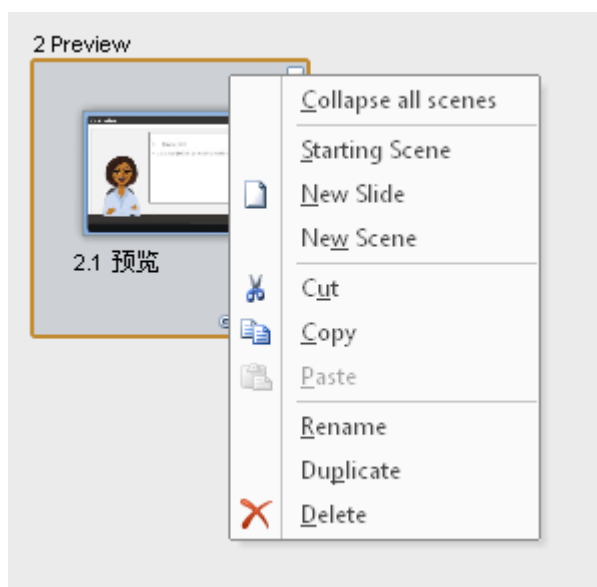 2 Preview
2.1 预览
Collapse all scenes
Starting Scene
New Slide
New Scene
Cut
Copy
Paste
Rename
Duplicate
Delete